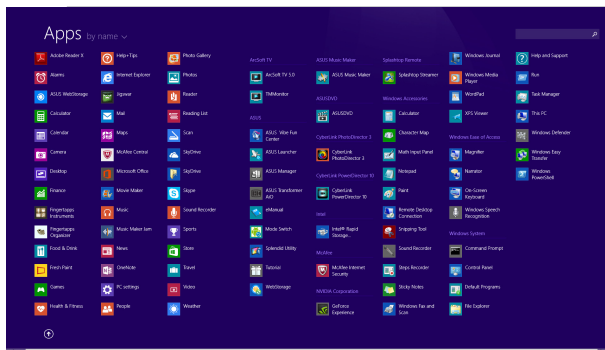 Apps by name
Adobe Reader X
Alarms
ASUS WebStorage
Calculator
Calendar
Camera
Desktop
Finance
Fingertapps
Instruments
Fingertapps
Organizer
Food & Drink
Fresh Paint
Games
Health & Fitness
Help+Tips
Internet Explorer
Jigswar
Mail
Maps
McAfee Central
Microsoft Office
Movie Maker
Music
Music Maker Jam
News
OneNote
PC settings
People
Photo Gallery
Photos
Reader
Reading List
Scan
SkyDrive
SkyDrive
Skype
Sound Recorder
Sports
Store
Travel
Video
Weather
ArcSoft TV
ArcSoft TV 5.0
TMMonitor
ASUS
ASUS Vibe Fun
Center
ASUS Launcher
ASUS Manager
ASUS Transformer
AiO
eManual
Mode Switch
Splendid Utility
Tutorial
WebStorage
ASUS Music Maker
ASUS Music Maker
ASUSDVD
ASUSDVD
CyberLink PhotoDirector 3
CyberLink
PhotoDirector 3
CyberLink PowerDirector 10
CyberLink
PowerDirector 10
Intel
Intel® Rapid
Storage...
McAfee
McAfee Internet
Security
NVIDIA Corporation
GeForce
Experience
Splashtop Remote
Splashtop Streamer
Windows Accessories
Calculator
Character Map
Math Input Panel
Notepad
Paint
Remote Desktop
Connection
Snipping Tool
Sound Recorder
Steps Recorder
Sticky Notes
Windows Fax and
Scan
Windows Journal
Windows Media
Player
WordPad
XPS Viewer
Windows Ease of Access
Magnifier
Narrator
On-Screen
Keyboard
Windows Speech
Recognition
Windows System
Command Prompt
Control Panel
Default Programs
File Explorer
Help and Support
Run
Task Manager
This PC
Windows Defender
Windows Easy
Transfer
Windows
PowerShell